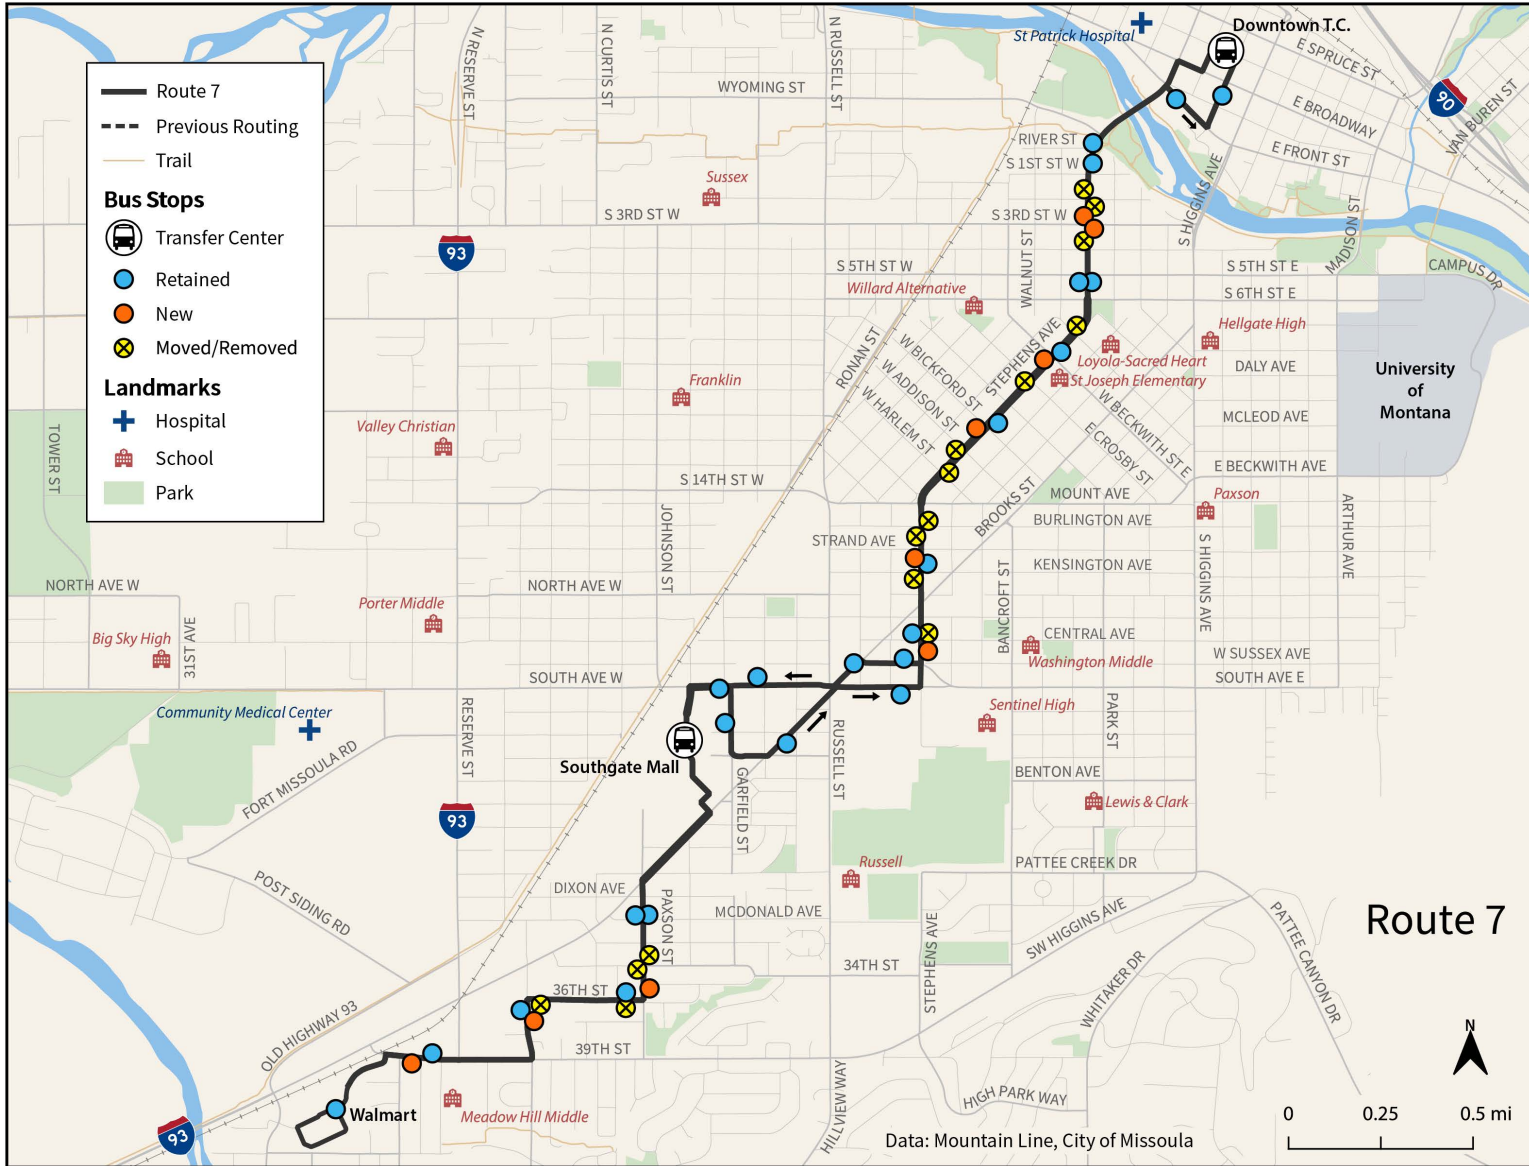 Downtown T.C.
St Patrick Hospital
E SPRUCE ST
90
VAN BUREN ST
E BROADWAY
E FRONT ST
N RESERVE ST
N CURTIS ST
N RUSSELL ST
WYOMING ST
Route 7
Previous Routing
Trail
Bus Stops
Transfer Center
Retained
New
Moved/Removed
Landmarks
Hospital
School
Park
RIVER ST
S 1ST ST W
Sussex
S 3RD ST W
S 3RD ST W
S HIGGINS AVE
MADISON ST
CAMPUS DR
93
WALNUT ST
S 5TH ST W
S 5TH ST E
Willard Alternative
S 6TH ST E
Hellgate High
STEPHENS AVE
RONAN ST
W BICKFORD ST
W ADDISON ST
W HARLEM ST
Loyola-Sacred Heart
St Joseph Elementary
DALY AVE
University
of
Montana
Franklin
W BECKWITH ST E
E CROSBY ST
MCLEOD AVE
Valley Christian
TOWER ST
E BECKWITH AVE
S 14TH ST W
BROOKS ST
MOUNT AVE
Paxson
BURLINGTON AVE
JOHNSON ST
STRAND AVE
KENSINGTON AVE
S HIGGINS AVE
ARTHUR AVE
NORTH AVE W
NORTH AVE W
BANCROFT ST
Porter Middle
Big Sky High
31ST AVE
CENTRAL AVE
Washington Middle
W SUSSEX AVE
SOUTH AVE W
SOUTH AVE E
Community Medical Center
RESERVE ST
Sentinel High
PARK ST
FORT MISSOULA RD
Southgate Mall
RUSSELL ST
GARFIELD ST
BENTON AVE
93
Lewis & Clark
Russell
PATTEE CREEK DR
POST SIDING RD
DIXON AVE
PAXSON ST
MCDONALD AVE
SW HIGGINS AVE
PATTEE CANYON DR
Route 7
STEPHENS AVE
34TH ST
WHITAKER DR
36TH ST
OLD HIGHWAY 93
39TH ST
N
HILLVIEW WAY
HIGH PARK WAY
Walmart
Meadow Hill Middle
93
Data: Mountain Line, City of Missoula
0 0.25 0.5 mi